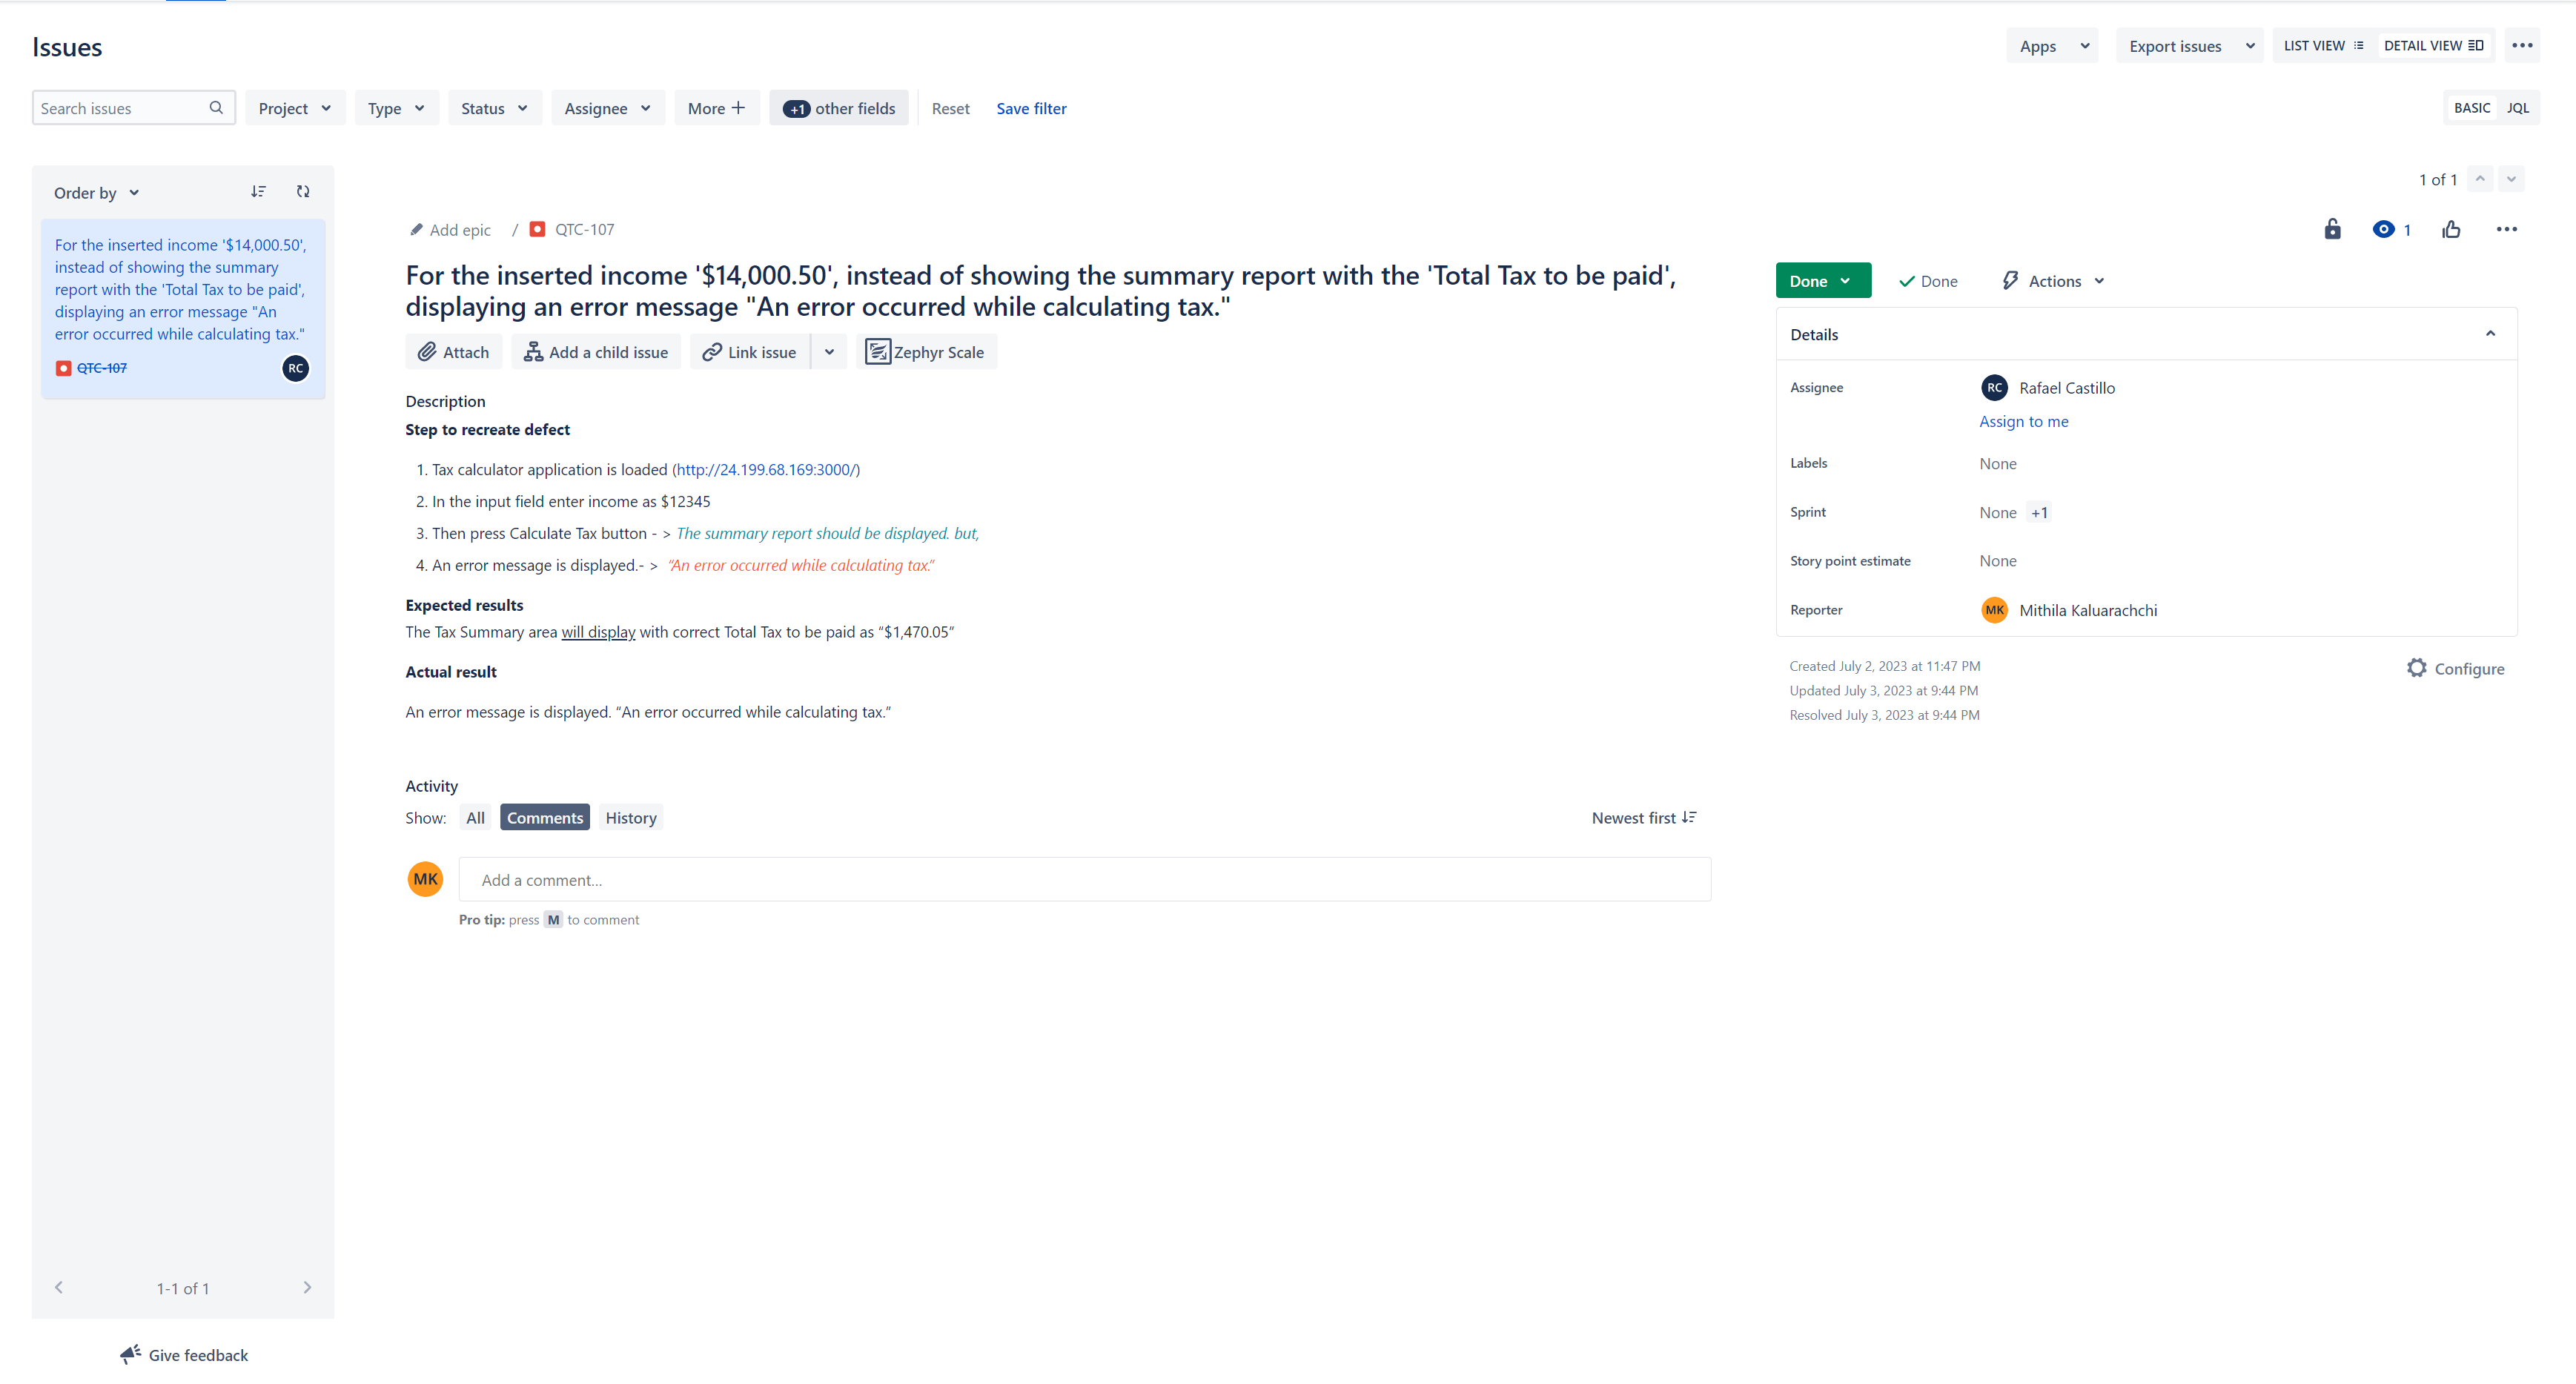 Issues
Apps
Export issues
LIST VIEW
DETAIL VIEW
Search issues
Project
Type
Status
Assignee
More
+1 other fields
Reset
Save filter
BASIC
JQL
Order by
For the inserted income '$14,000.50',
instead of showing the summary
report with the 'Total Tax to be paid',
displaying an error message "An
error occurred while calculating tax."
QTC-107
RC
1-1 of 1
Give feedback
1 of 1
Add epic / QTC-107
1
For the inserted income '$14,000.50', instead of showing the summary report with the 'Total Tax to be paid',
displaying an error message "An error occurred while calculating tax."
Attach
Add a child issue
Link issue
Zephyr Scale
Description
Step to recreate defect
1. Tax calculator application is loaded (http://24.199.68.169:3000/)
2. In the input field enter income as $12345
3. Then press Calculate Tax button - > The summary report should be displayed. but,
4. An error message is displayed.- > “An error occurred while calculating tax.”
Expected results
The Tax Summary area will display with correct Total Tax to be paid as “$1,470.05”
Actual result
An error message is displayed. “An error occurred while calculating tax.”
Activity
Show:
All
Comments
History
Newest first
MK
Add a comment...
Pro tip: press M to comment
Done
Done
Actions
Details
Assignee
RC Rafael Castillo
Assign to me
Labels
None
Sprint
None +1
Story point estimate
None
Reporter
MK Mithila Kaluarachchi
Created July 2, 2023 at 11:47 PM
Updated July 3, 2023 at 9:44 PM
Resolved July 3, 2023 at 9:44 PM
Configure